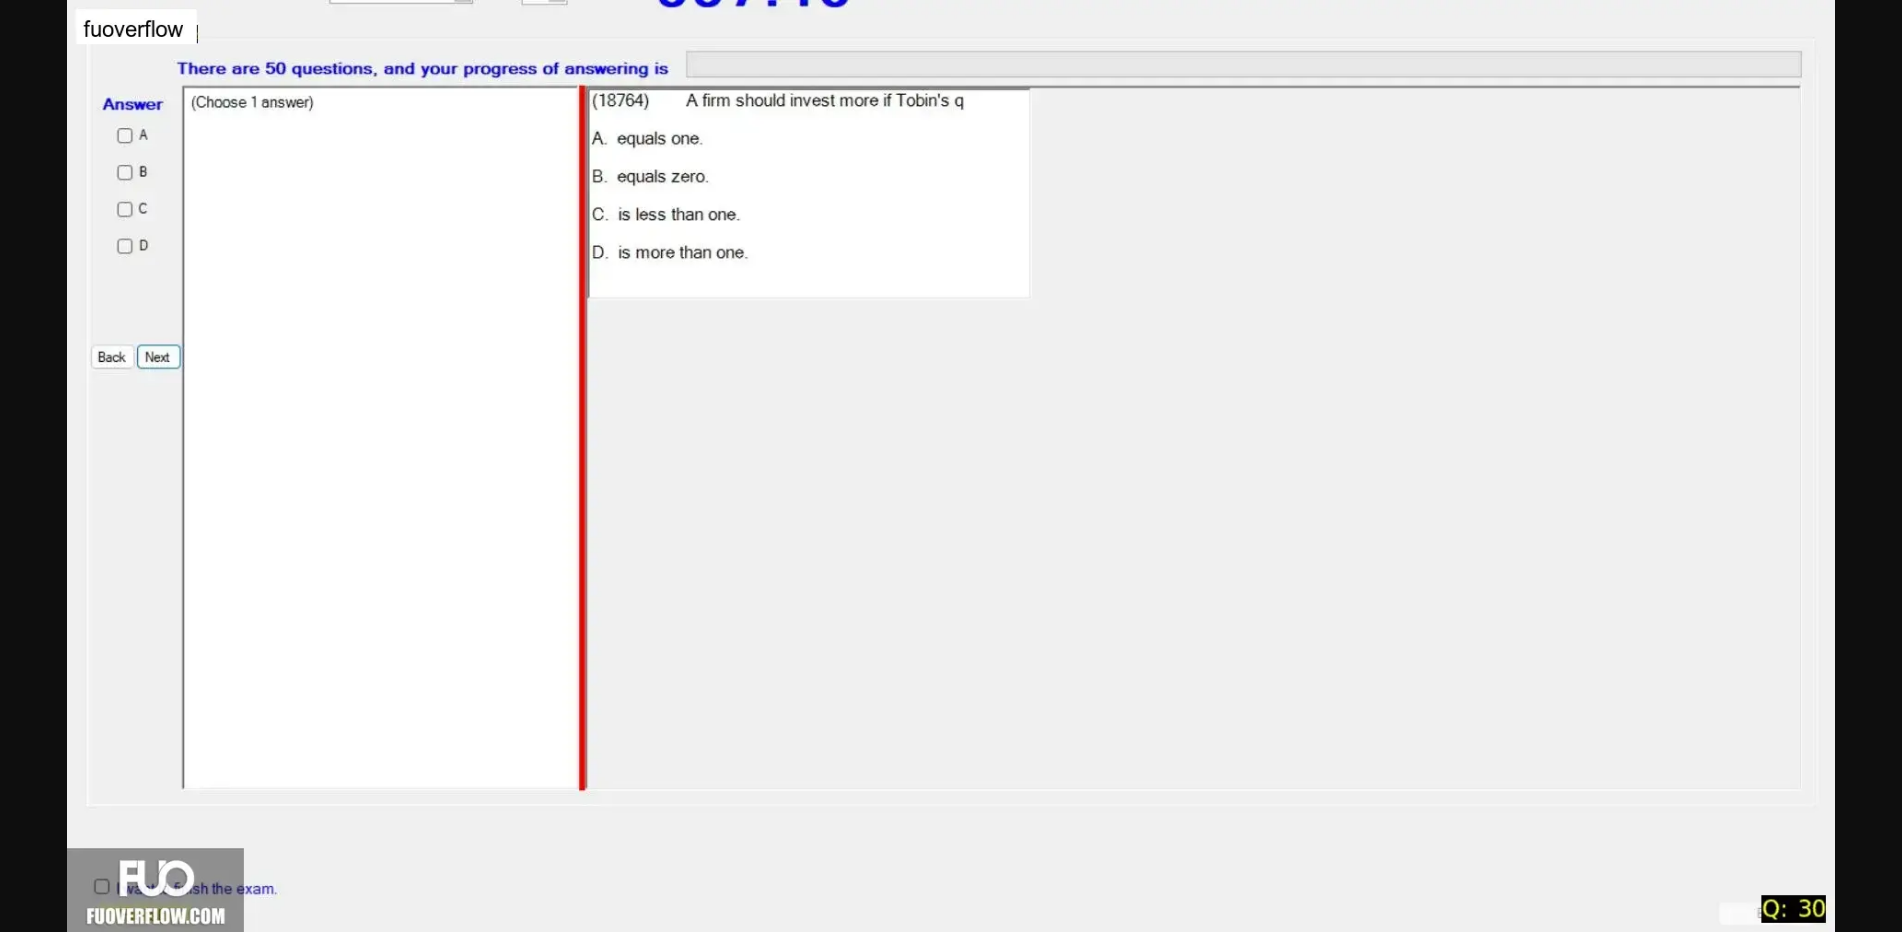 fuoverflow
There are 50 questions, and your progress of answering is
Answer
(Choose 1 answer)
A
B
C
D
Back
Next
(18764) A firm should invest more if Tobin's q
A. equals one.
B. equals zero.
C. is less than one.
D. is more than one.
FUO
sh the exam.
FUOVERFLOW.COM
Q: 30